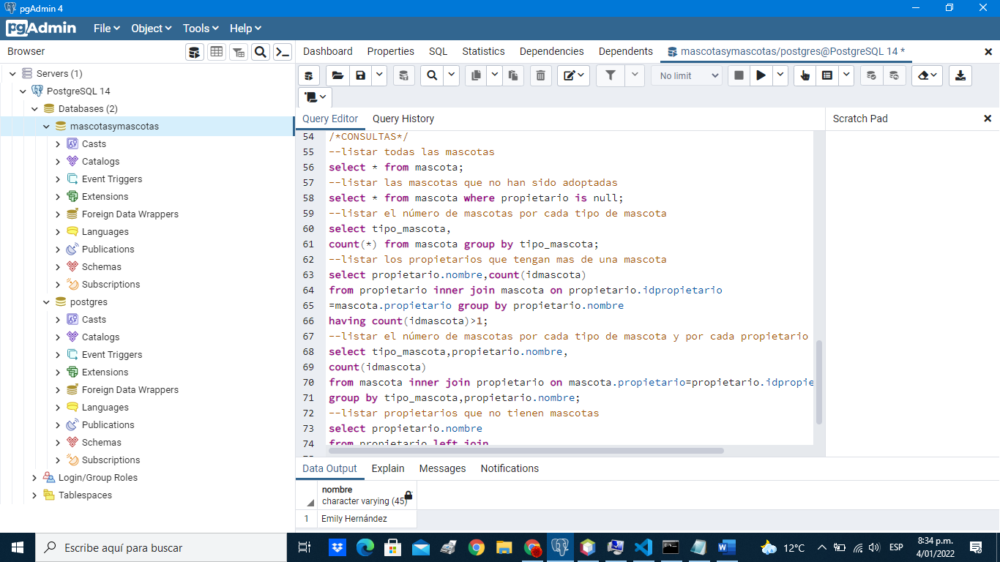 pgAdmin 4
pgAdmin
File Object Tools Help
Browser
Dashboard Properties SQL Statistics Dependencies Dependents mascotasymascotas/postgres@PostgreSQL 14 *
Servers (1)
PostgreSQL 14
Databases (2)
mascotasymascotas
Casts
Catalogs
Event Triggers
Extensions
Foreign Data Wrappers
Languages
Publications
Schemas
Subscriptions
postgres
Casts
Catalogs
Event Triggers
Extensions
Foreign Data Wrappers
Languages
Publications
Schemas
Subscriptions
Login/Group Roles
Tablespaces
No limit
Query Editor Query History
Scratch Pad
54 /*CONSULTAS*/
55 --listar todas las mascotas
56 select * from mascota;
57 --listar las mascotas que no han sido adoptadas
58 select * from mascota where propietario is null;
59 --listar el número de mascotas por cada tipo de mascota
60 select tipo_mascota,
61 count(*) from mascota group by tipo_mascota;
62 --listar los propietarios que tengan mas de una mascota
63 select propietario.nombre,count(idmascota)
64 from propietario inner join mascota on propietario.idpropietario
65 =mascota.propietario group by propietario.nombre
66 having count(idmascota)>1;
67 --listar el número de mascotas por cada tipo de mascota y por cada propietario
68 select tipo_mascota,propietario.nombre,
69 count(idmascota)
70 from mascota inner join propietario on mascota.propietario=propietario.idpropie
71 group by tipo_mascota,propietario.nombre;
72 --listar propietarios que no tienen mascotas
73 select propietario.nombre
74 from propietario left join
Data Output Explain Messages Notifications
nombre
character varying (45)
1 Emily Hernández
Escribe aquí para buscar
12°C
ESP
8:34 p.m.
4/01/2022